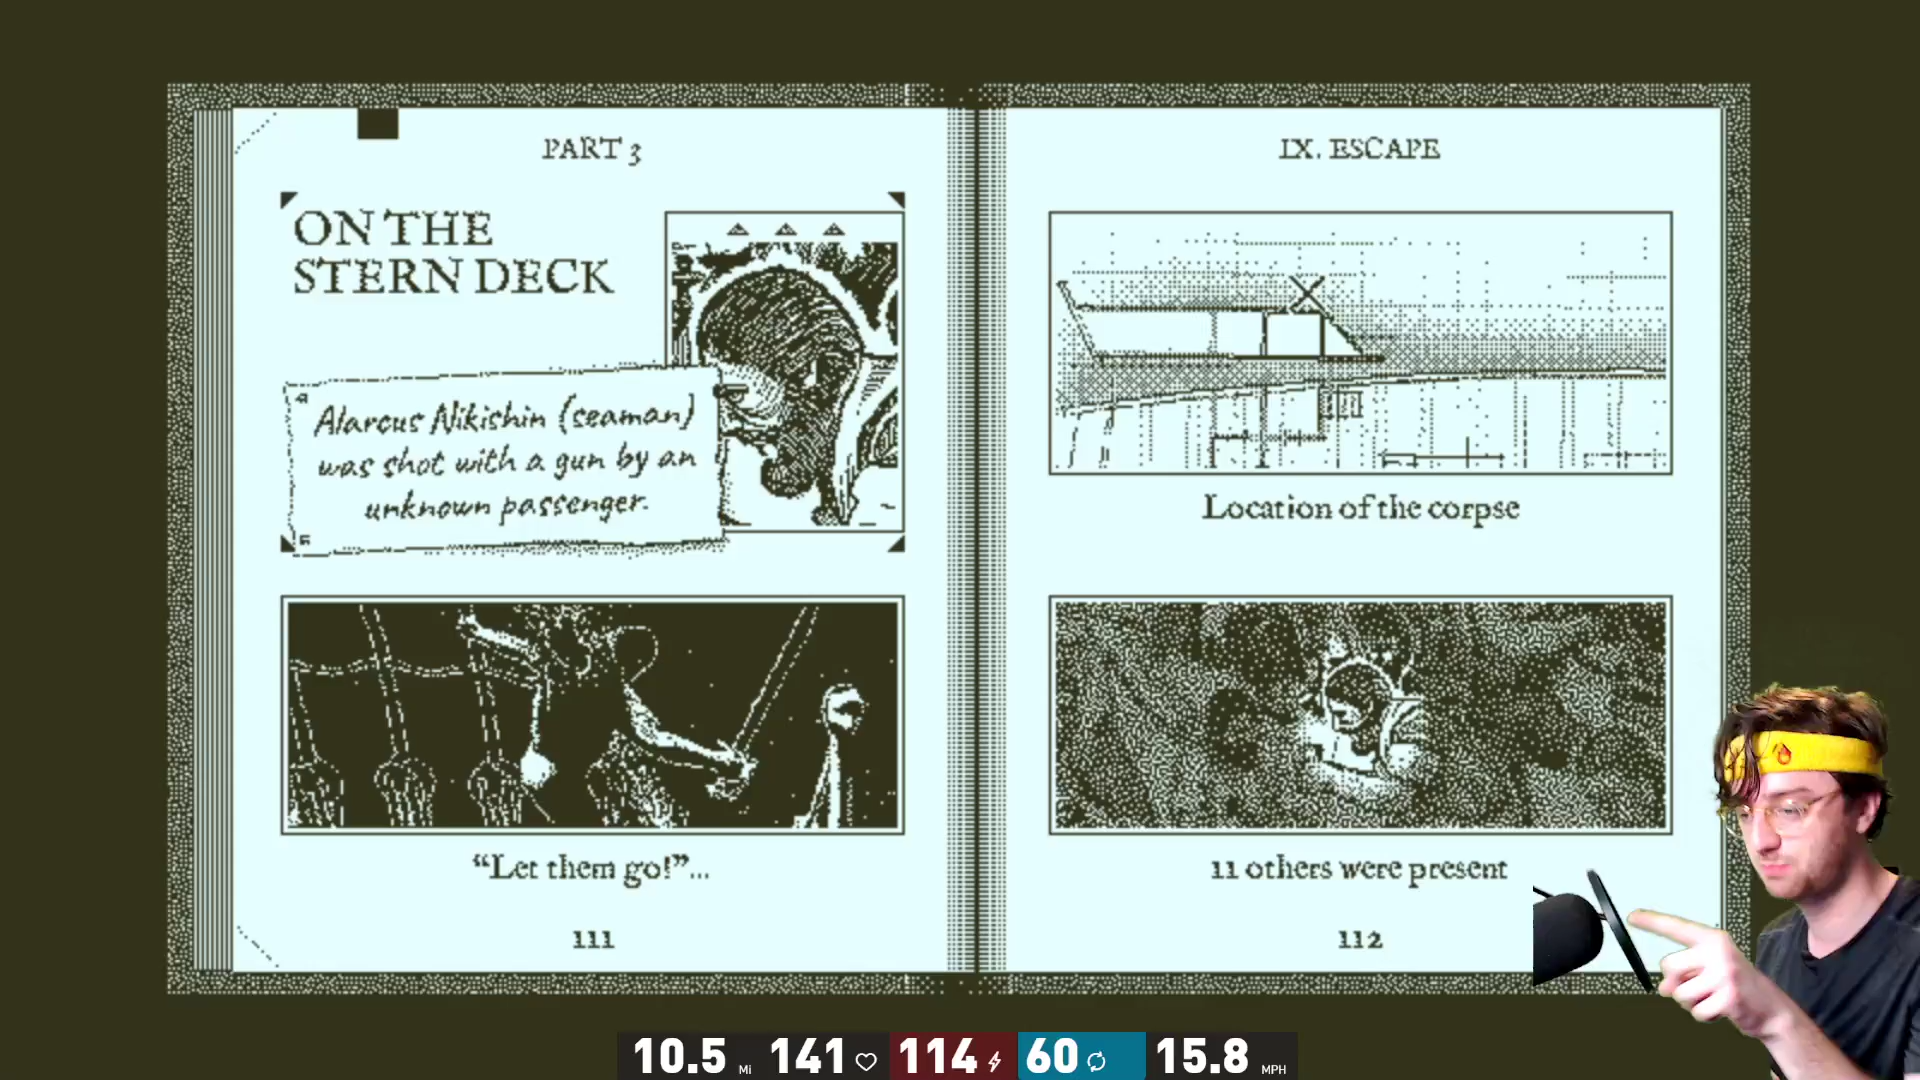 PART 3
ON THE
STERN DECK
Alarcus Nikishin (seaman)
was shot with a gun by an
unknown passenger.
"Let them go!"...
111
IX. ESCAPE
Location of the corpse
11 others were present
112
10.5 Mi 141 114 60 15.8 MPH